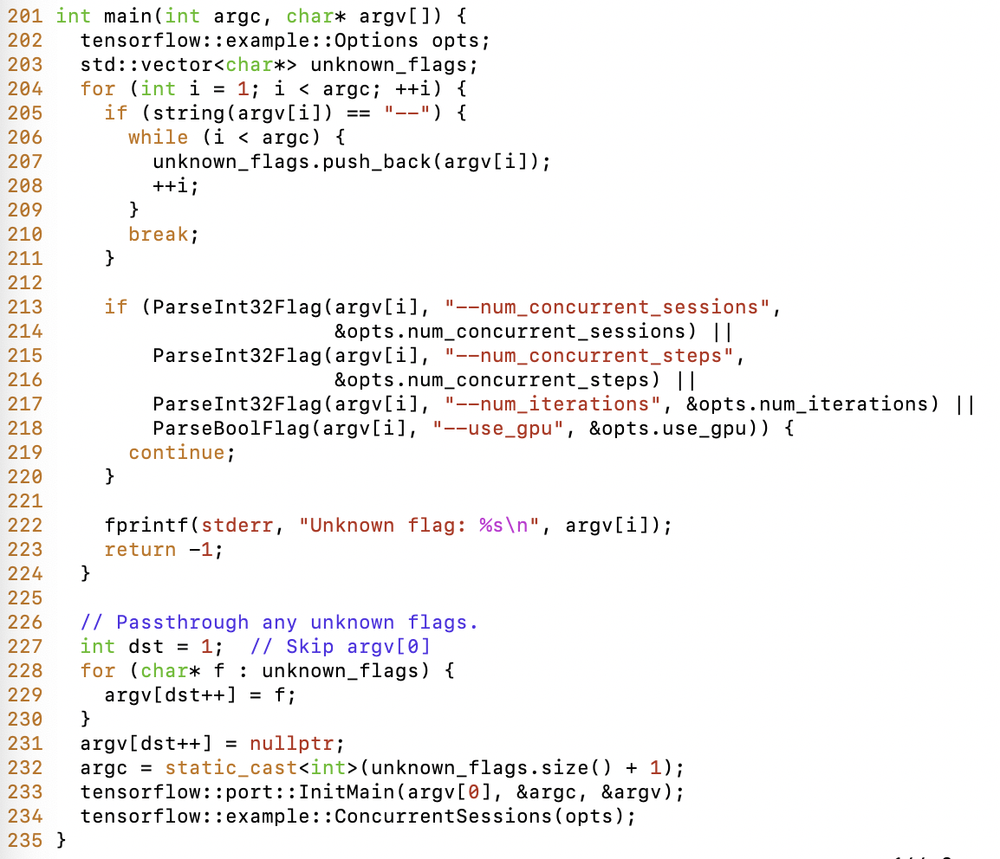 201 int main(int argc, char* argv[]) {
202   tensorflow::example::Options opts;
203   std::vector<char*> unknown_flags;
204   for (int i = 1; i < argc; ++i) {
205     if (string(argv[i]) == "--") {
206       while (i < argc) {
207         unknown_flags.push_back(argv[i]);
208         ++i;
209       }
210       break;
211     }
212
213     if (ParseInt32Flag(argv[i], "--num_concurrent_sessions",
214                        &opts.num_concurrent_sessions) ||
215         ParseInt32Flag(argv[i], "--num_concurrent_steps",
216                        &opts.num_concurrent_steps) ||
217         ParseInt32Flag(argv[i], "--num_iterations", &opts.num_iterations) ||
218         ParseBoolFlag(argv[i], "--use_gpu", &opts.use_gpu)) {
219       continue;
220     }
221
222     fprintf(stderr, "Unknown flag: %s\n", argv[i]);
223     return -1;
224   }
225
226   // Passthrough any unknown flags.
227   int dst = 1;  // Skip argv[0]
228   for (char* f : unknown_flags) {
229     argv[dst++] = f;
230   }
231   argv[dst++] = nullptr;
232   argc = static_cast<int>(unknown_flags.size() + 1);
233   tensorflow::port::InitMain(argv[0], &argc, &argv);
234   tensorflow::example::ConcurrentSessions(opts);
235 }